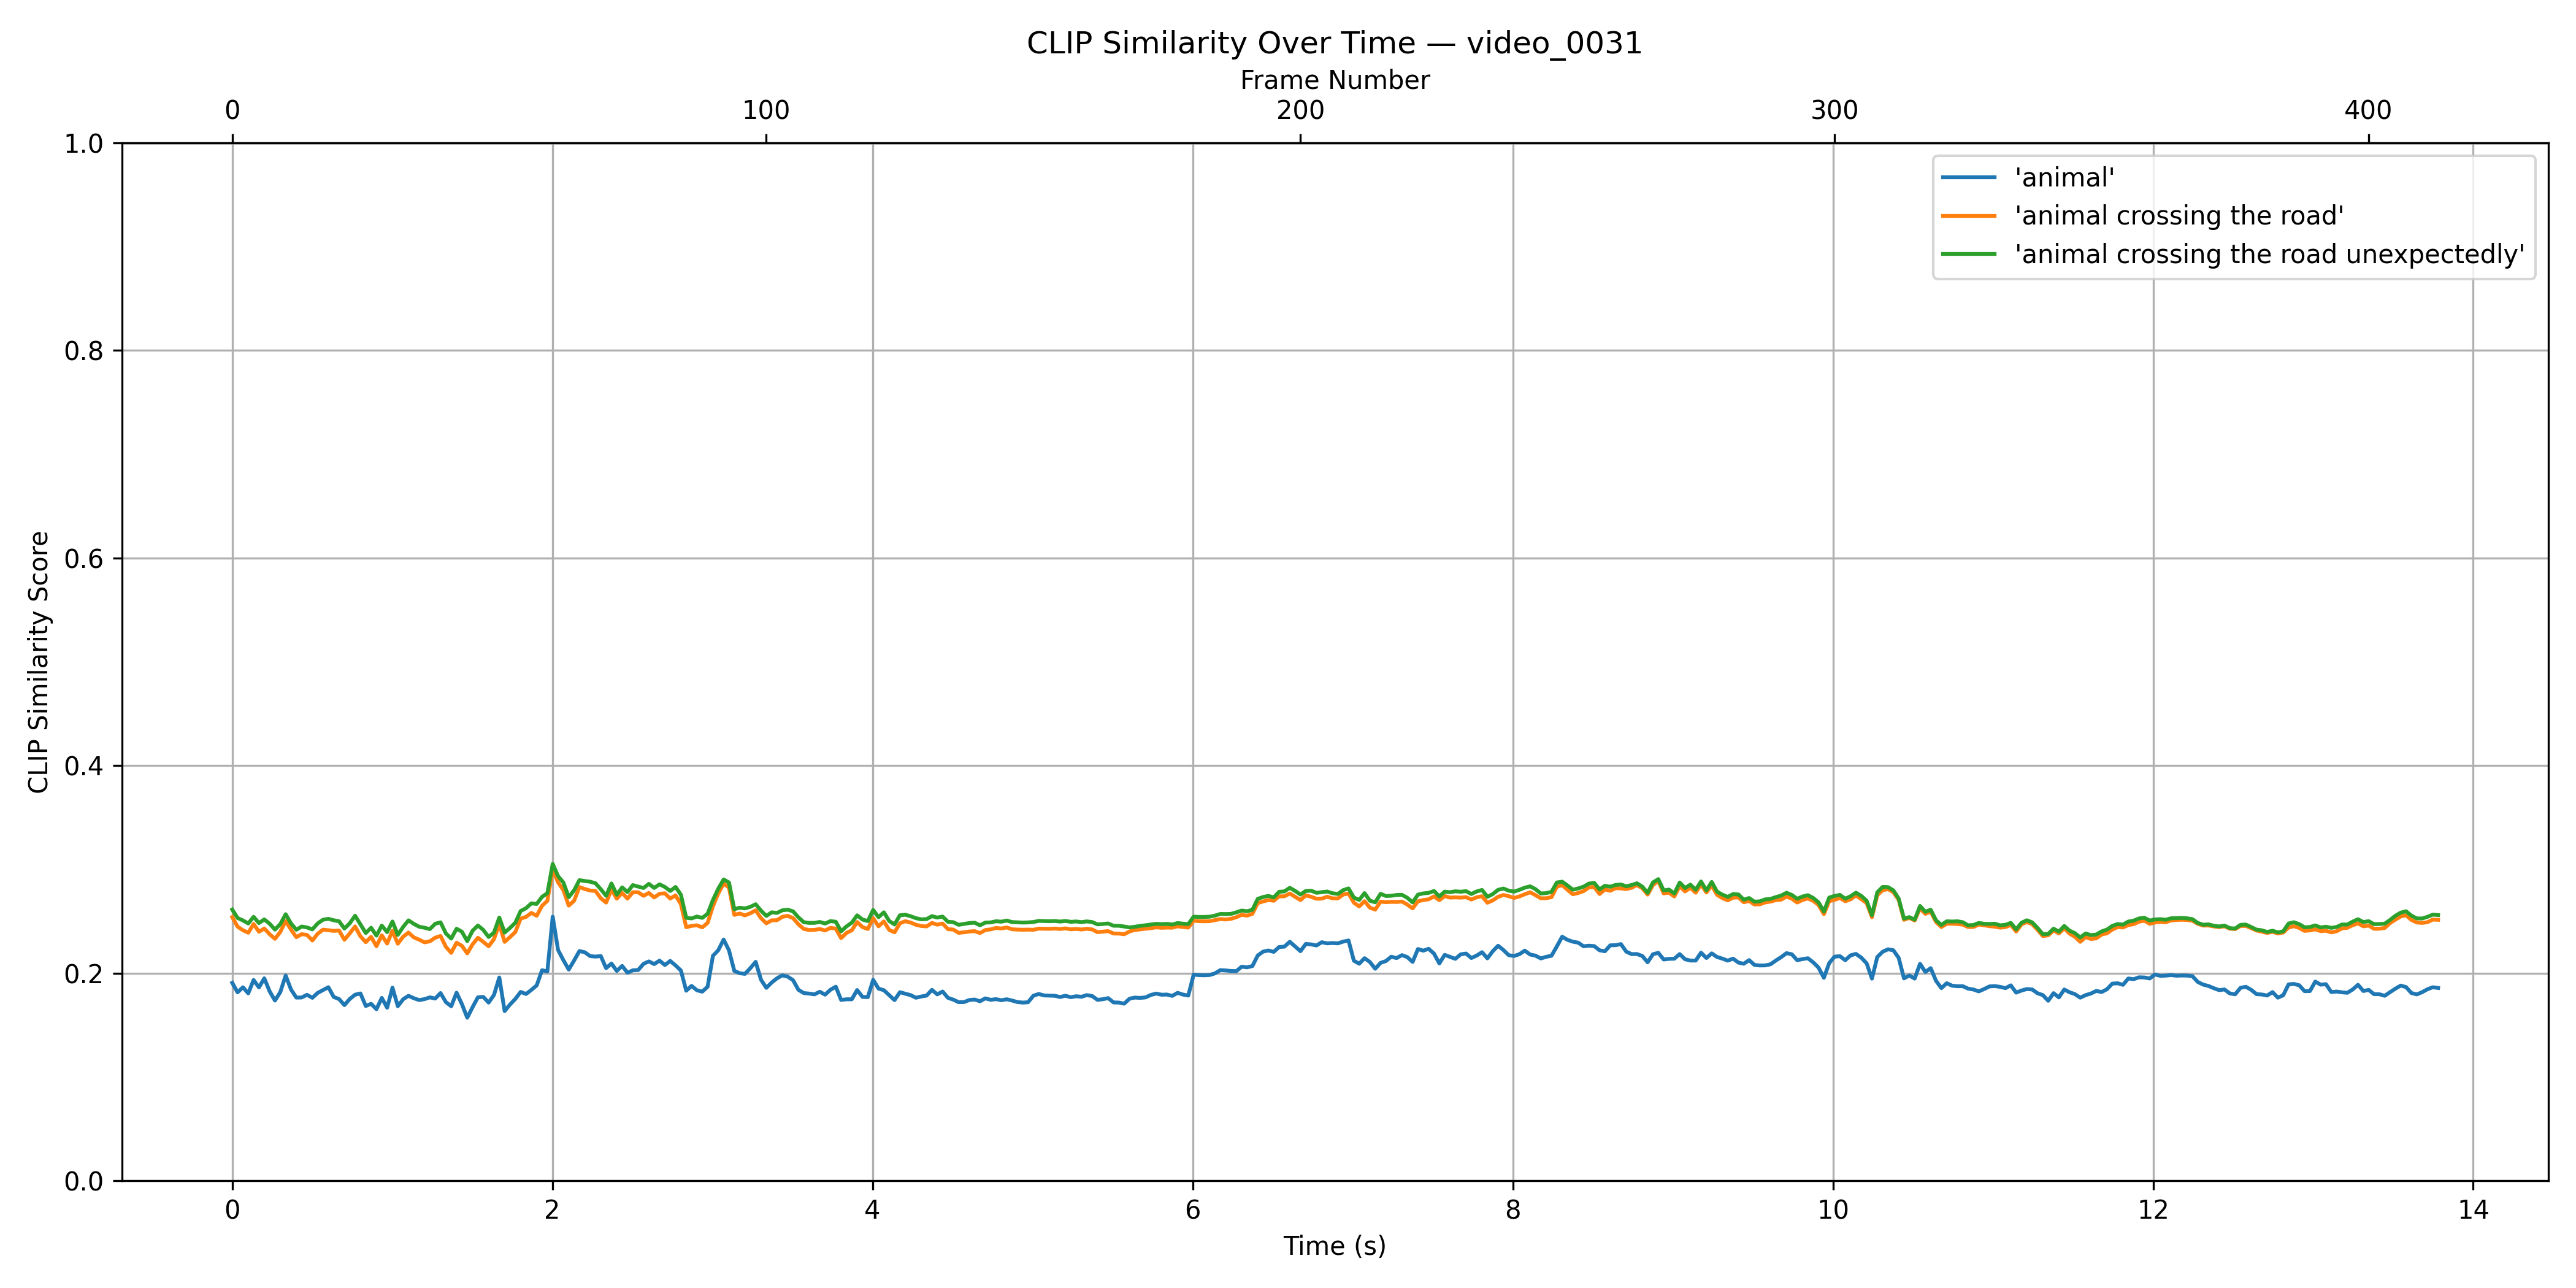 CLIP Similarity Over Time — video_0031
Frame Number
0 100 200 300 400
1.0
0.8
0.6
0.4
0.2
0.0
CLIP Similarity Score
'animal'
'animal crossing the road'
'animal crossing the road unexpectedly'
0 2 4 6 8 10 12 14
Time (s)